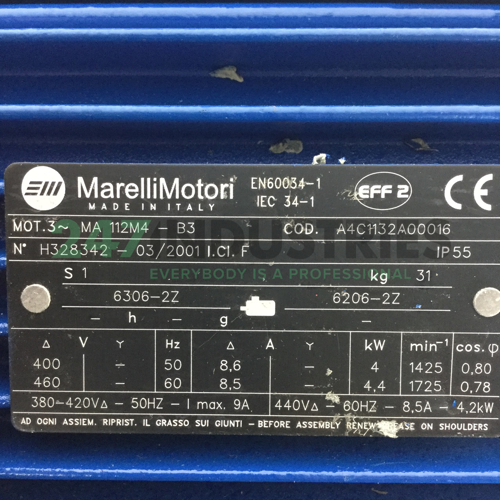 MarelliMotori EN60034-1 EFF 2 CE
MADE IN ITALY IEC 34-1
MOT.3~ MA 112M4 - B3 COD. A4C1132A00016
N° H328342 - 03/2001 I.Cl. F IP55
S 1 kg 31
6306-2Z 6206-2Z
- h - g -
Δ V Y Hz Δ A Y kW min⁻¹ cos.φ
400 - 50 8,6 - 4 1425 0,80
460 - 60 8,5 - 4,4 1725 0,78
380-420VΔ - 50HZ - I max. 9A 440VΔ - 60HZ - 8,5A - 4,2kW
AD OGNI ASSIEM. RIPRIST. IL GRASSO SUI GIUNTI - BEFORE ASSEMBLY RENEW GREASE ON SHOULDERS
247 INDUSTRIES
EVERYBODY IS A PROFESSIONAL